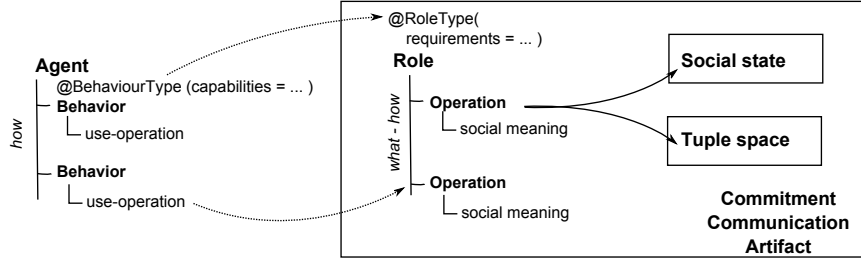 Agent
@BehaviourType (capabilities = ... )
how
Behavior
use-operation
Behavior
use-operation
@RoleType(
requirements = ... )
Role
what - how
Operation
social meaning
Operation
social meaning
Social state
Tuple space
Commitment
Communication
Artifact